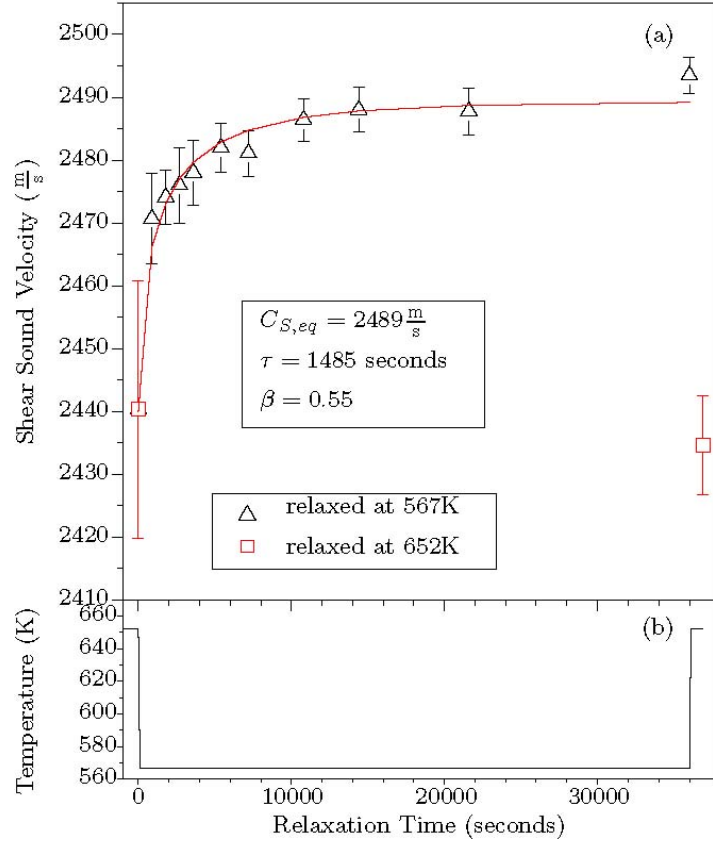 (a)
Shear Sound Velocity (m/s)
2500
2490
2480
2470
2460
2450
2440
2430
2420
2410
C_{S,eq} = 2489 m/s
τ = 1485 seconds
β = 0.55
relaxed at 567K
relaxed at 652K
(b)
Temperature (K)
660
640
620
600
580
560
0 10000 20000 30000
Relaxation Time (seconds)